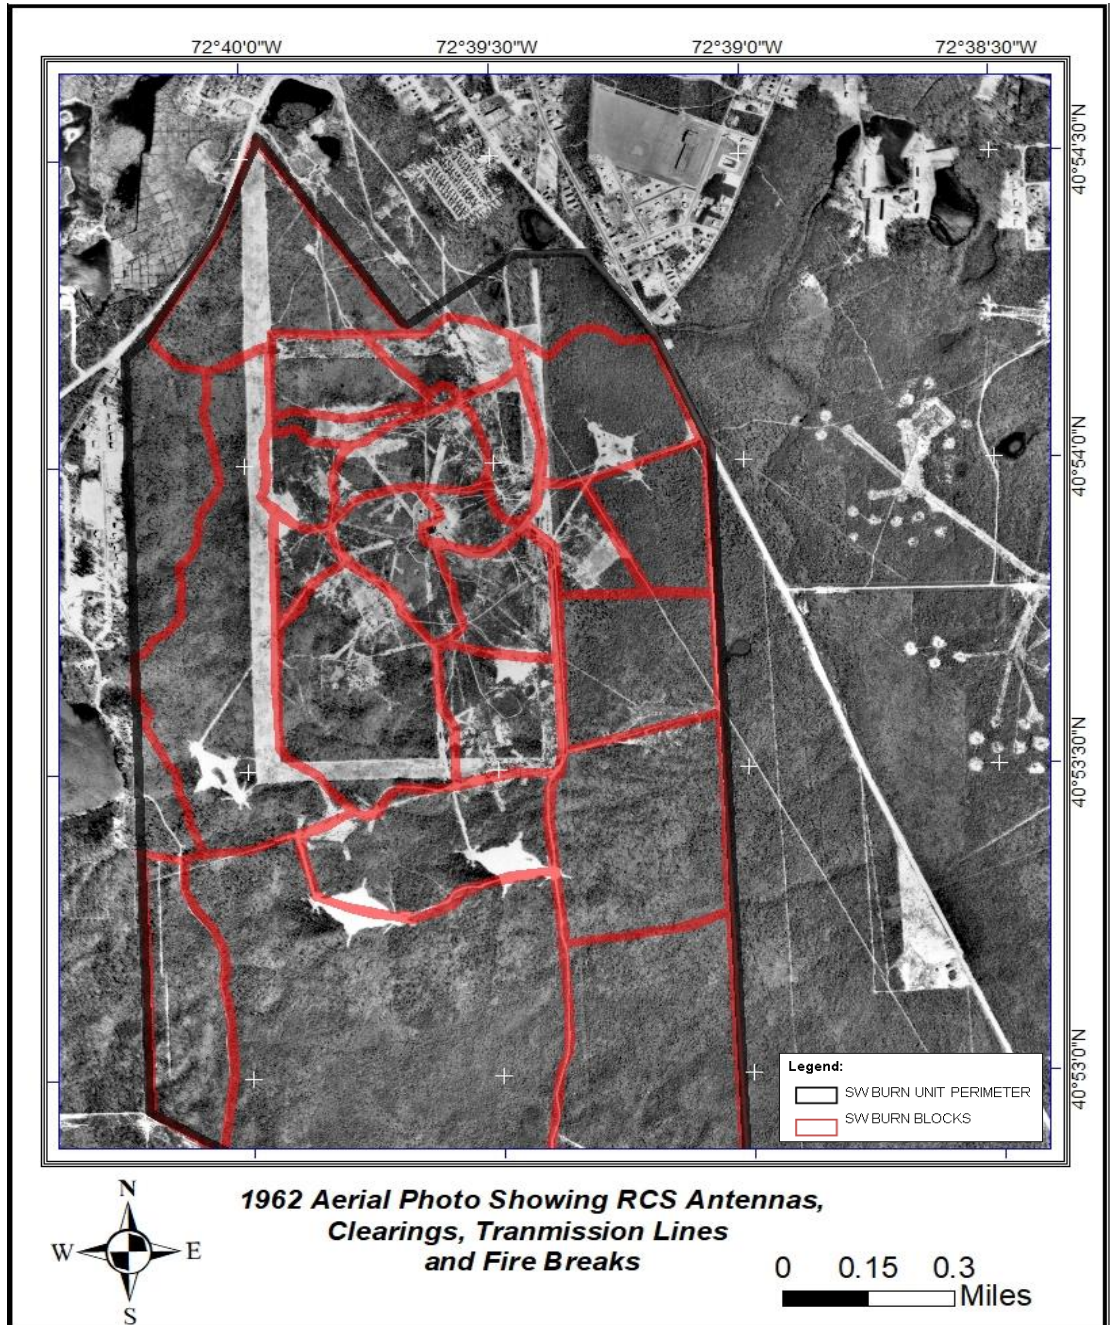 72°40'0"W 72°39'30"W 72°39'0"W 72°38'30"W
40°54'30"N
40°54'0"N
40°53'30"N
40°53'0"N
Legend:
SW BURN UNIT PERIMETER
SW BURN BLOCKS
N
W E
S
1962 Aerial Photo Showing RCS Antennas,
Clearings, Tranmission Lines
and Fire Breaks
0 0.15 0.3
Miles